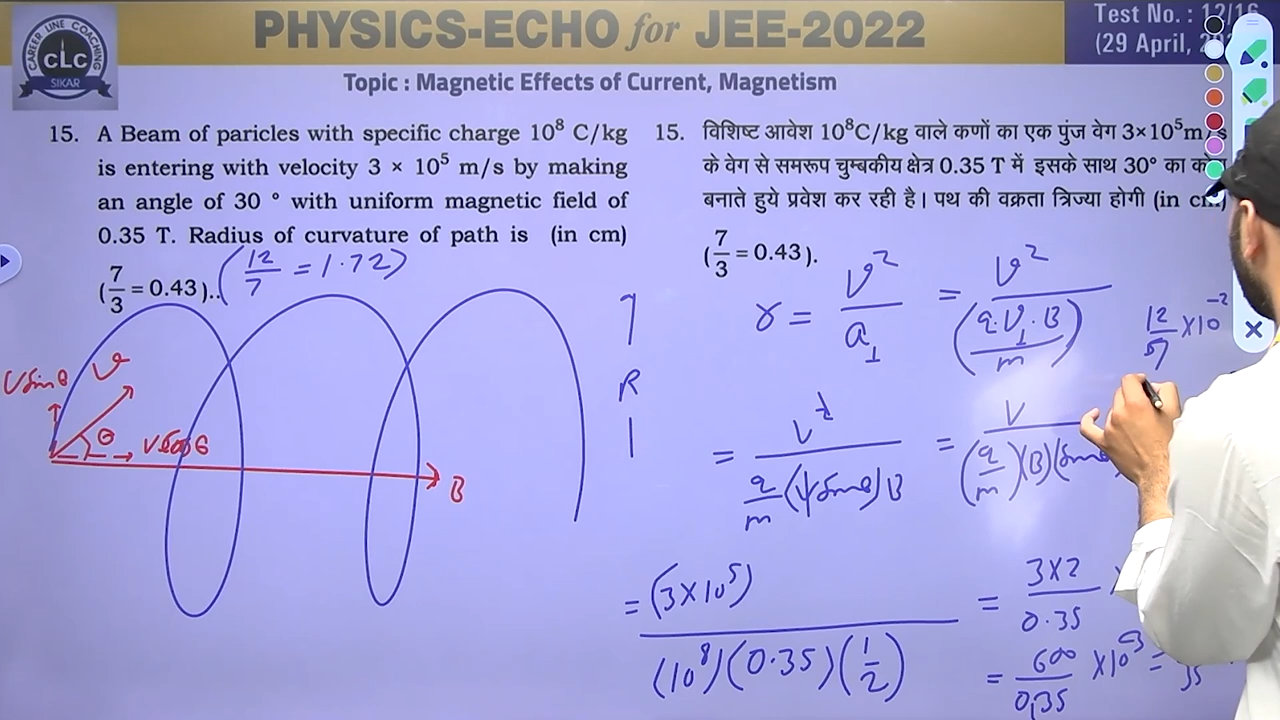 PHYSICS-ECHO for JEE-2022
Test No. : 12/16
(29 April,
CAREER LINE COACHING
CLC
SIKAR
Topic : Magnetic Effects of Current, Magnetism
15. A Beam of paricles with specific charge 10⁸ C/kg
is entering with velocity 3 × 10⁵ m/s by making
an angle of 30 ° with uniform magnetic field of
0.35 T. Radius of curvature of path is (in cm)
(7/3 = 0.43)..
(12/7 = 1.72)
15. विशिष्ट आवेश 10⁸C/kg वाले कणों का एक पुंज वेग 3×10⁵m/s
के वेग से समरूप चुम्बकीय क्षेत्र 0.35 T में इसके साथ 30° का
बनाते हुये प्रवेश कर रही है। पथ की वक्रता त्रिज्या होगी (in cm)
(7/3 = 0.43).
v sinθ
v
θ
v cosθ
B
R
r = v²/a⊥ = v²/(q.v⊥.B/m)
12/7 × 10⁻²
= v²/(q/m (v sinθ) B) = v/((q/m)(B)(sinθ
= (3×10⁵)/((10⁸)(0.35)(1/2)) = 3×2/0.35
= 600/0.35 × 10⁻³ =